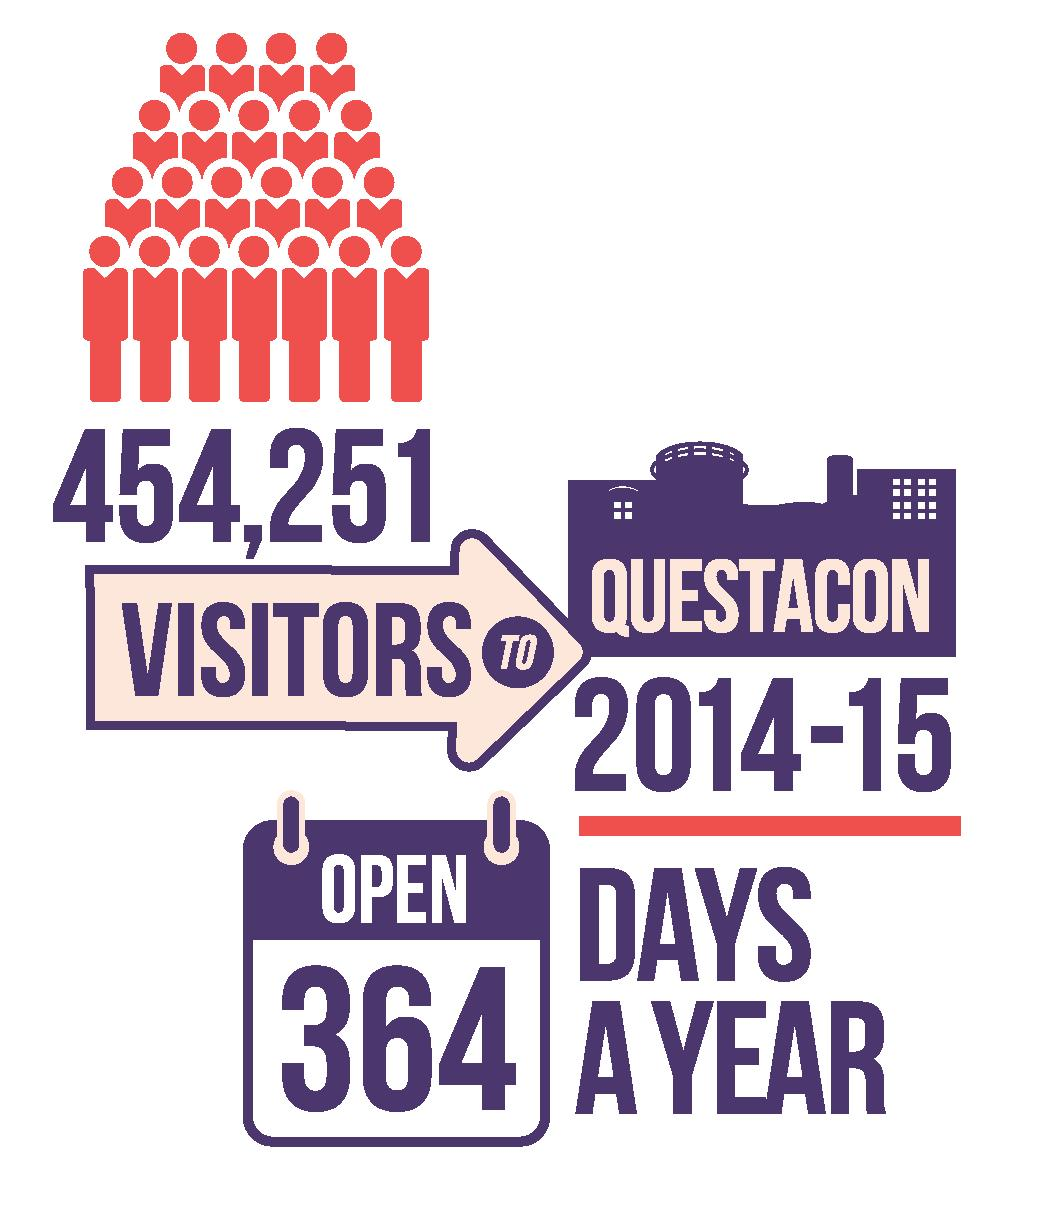 454,251
VISITORS TO
QUESTACON
2014-15
OPEN
364
DAYS
A YEAR